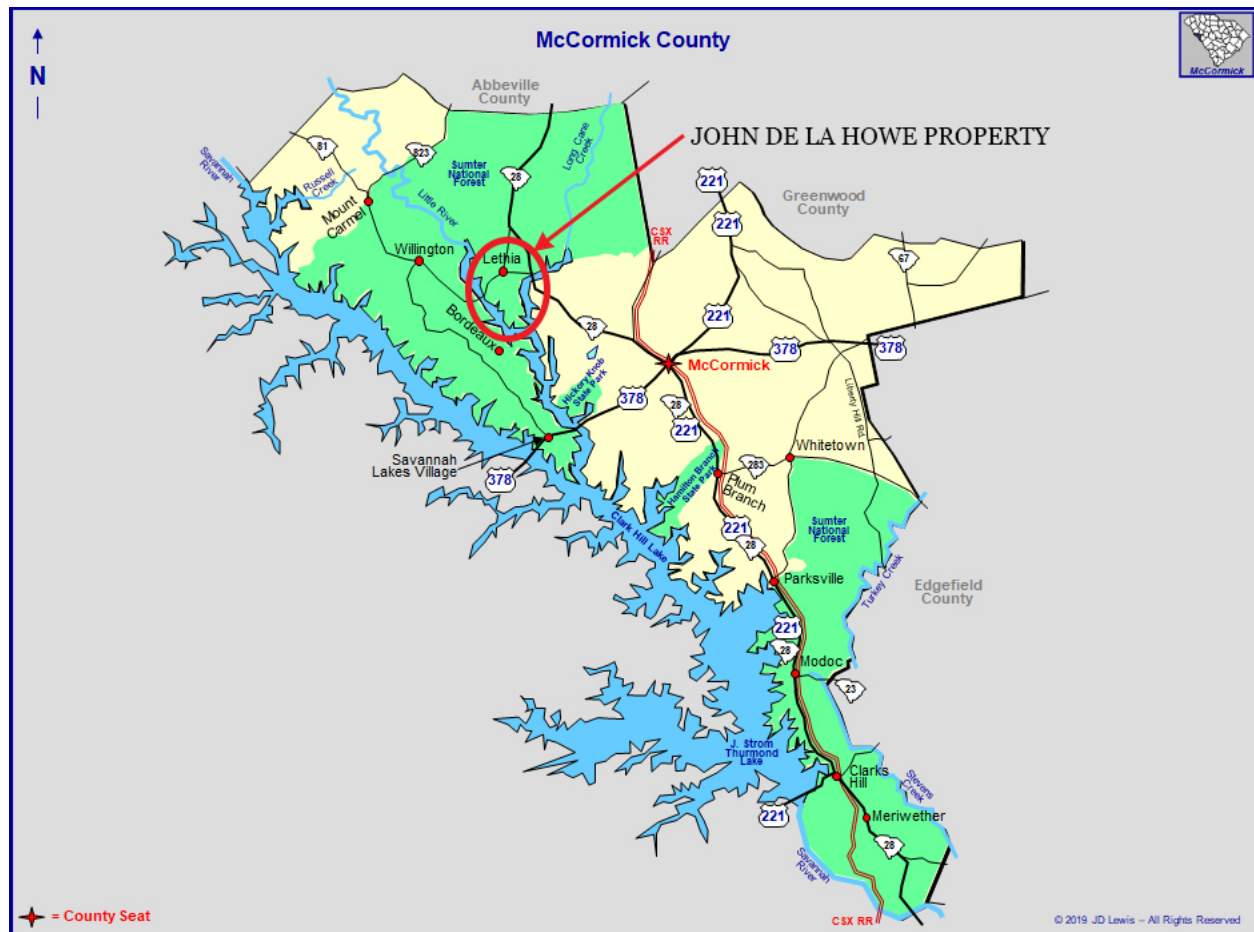 McCormick County
McCormick
N
Abbeville
County
JOHN DE LA HOWE PROPERTY
81
823
Savannah
River
Russell
Creek
Sumter
National
Forest
28
Long Cane
Creek
221
221
Greenwood
County
Mount
Carmel
Little River
CSX
RR
Willington
Lethia
67
Bordeaux
28
221
378
378
McCormick
Hickory Knob
State Park
378
28
221
Liberty Hill Rd.
Savannah
Lakes Village
378
Whitetown
283
Hamilton Branch
State Park
Plum
Branch
Clark Hill Lake
221
28
Sumter
National
Forest
Parksville
Turkey Creek
Edgefield
County
221
28
Modoc
23
J. Strom
Thurmond
Lake
Clarks
Hill
Stevens
Creek
221
Meriwether
28
Savannah
River
CSX RR
= County Seat
© 2019 JD Lewis – All Rights Reserved